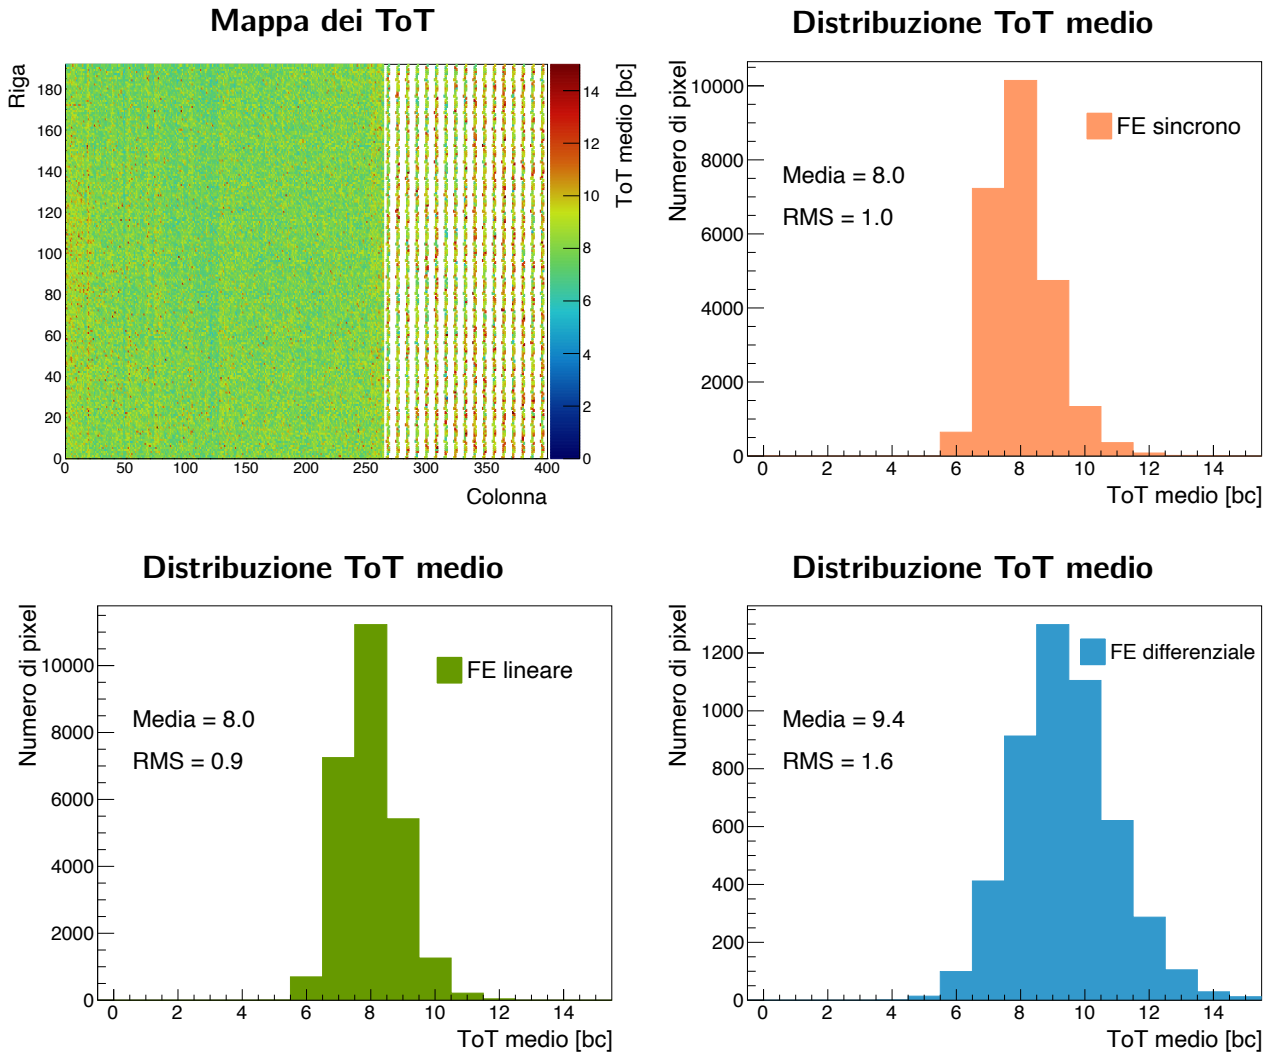 Mappa dei ToT
Riga
180
160
140
120
100
80
60
40
20
0
0 50 100 150 200 250 300 350 400
Colonna
14
12
10
8
6
4
2
0
ToT medio [bc]
Distribuzione ToT medio
Numero di pixel
10000
8000
6000
4000
2000
0
FE sincrono
Media = 8.0
RMS = 1.0
0 2 4 6 8 10 12 14
ToT medio [bc]
Distribuzione ToT medio
Numero di pixel
10000
8000
6000
4000
2000
0
FE lineare
Media = 8.0
RMS = 0.9
0 2 4 6 8 10 12 14
ToT medio [bc]
Distribuzione ToT medio
Numero di pixel
1200
1000
800
600
400
200
0
FE differenziale
Media = 9.4
RMS = 1.6
0 2 4 6 8 10 12 14
ToT medio [bc]